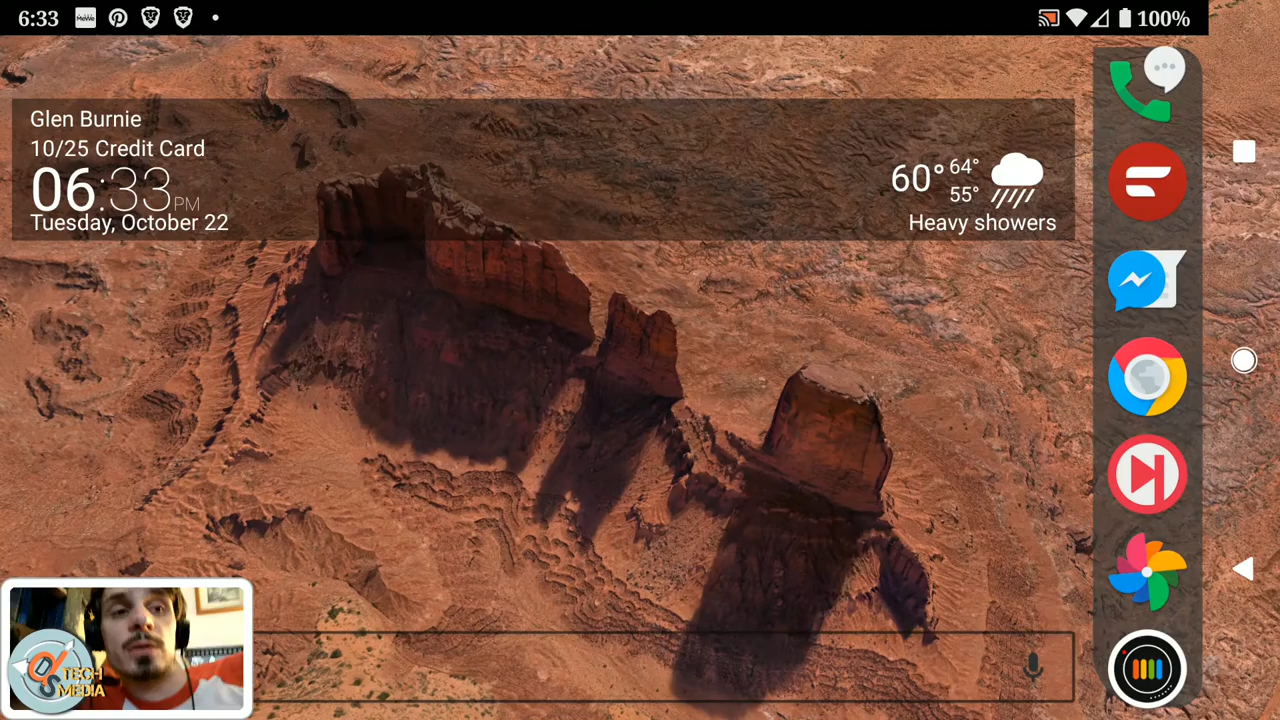 6:33
MeWe
100%
Glen Burnie
10/25 Credit Card
06:33PM
Tuesday, October 22
60° 64°
55°
Heavy showers
TECH
MEDIA